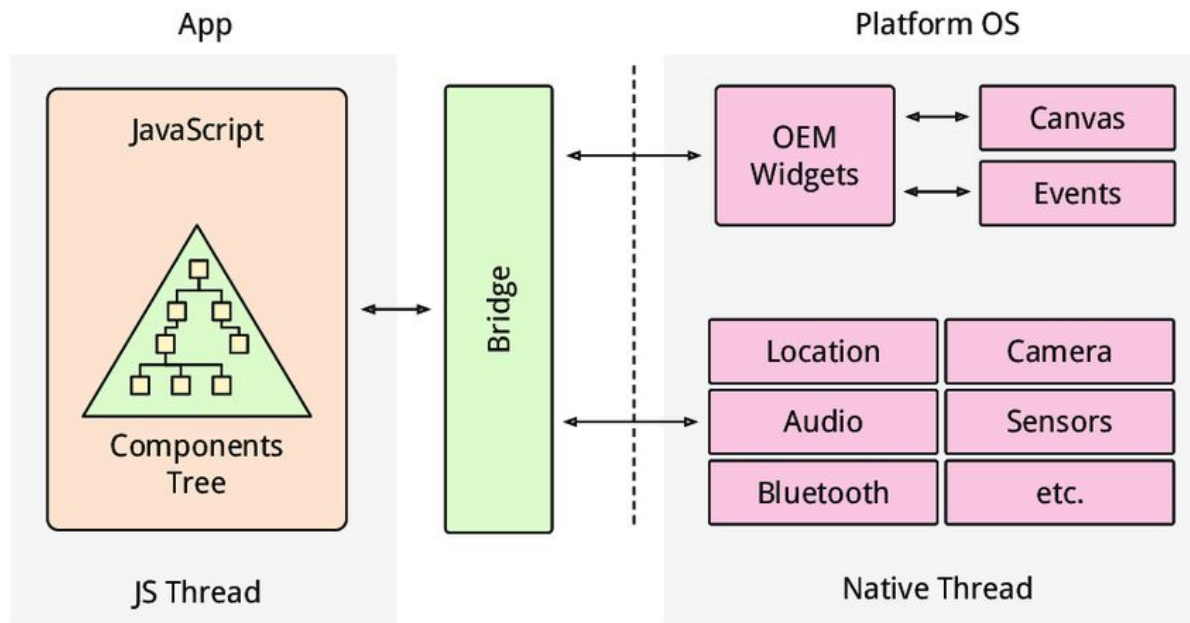 App
Platform OS
JavaScript
Components
Tree
JS Thread
Bridge
OEM
Widgets
Canvas
Events
Location
Camera
Audio
Sensors
Bluetooth
etc.
Native Thread